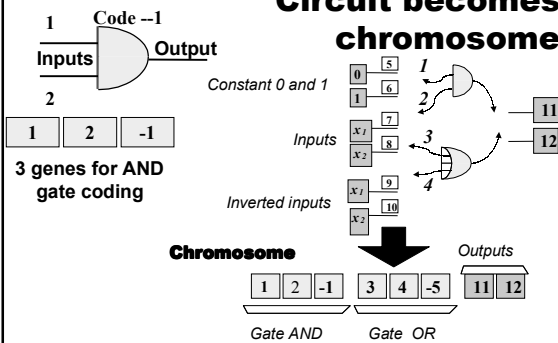 Circuit becomes
chromosome
Code --1
1
Inputs
Output
2
1 2 -1
3 genes for AND
gate coding
Constant 0 and 1
0 5
1 6
Inputs
x1 7
x2 8
Inverted inputs
x1 9
x2 10
1
2
3
4
11
12
Chromosome
Outputs
1 2 -1 3 4 -5 11 12
Gate AND Gate OR